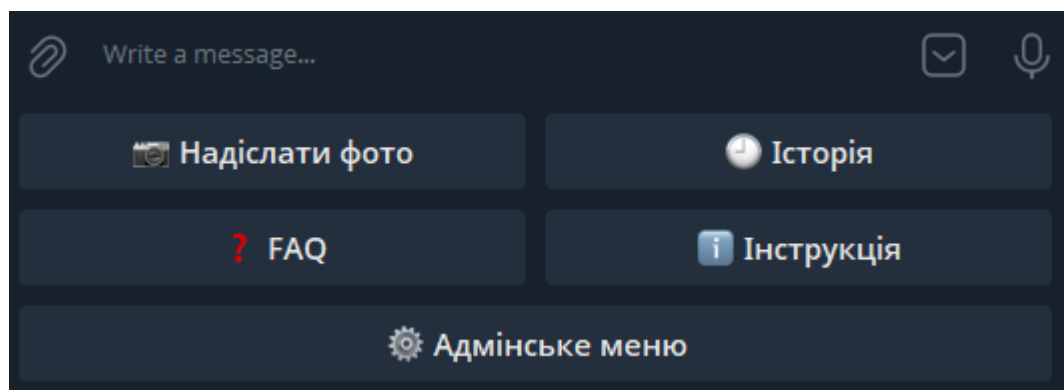 Write a message...
📷 Надіслати фото
🕘 Історія
❓ FAQ
ℹ️ Інструкція
⚙️ Адмінське меню